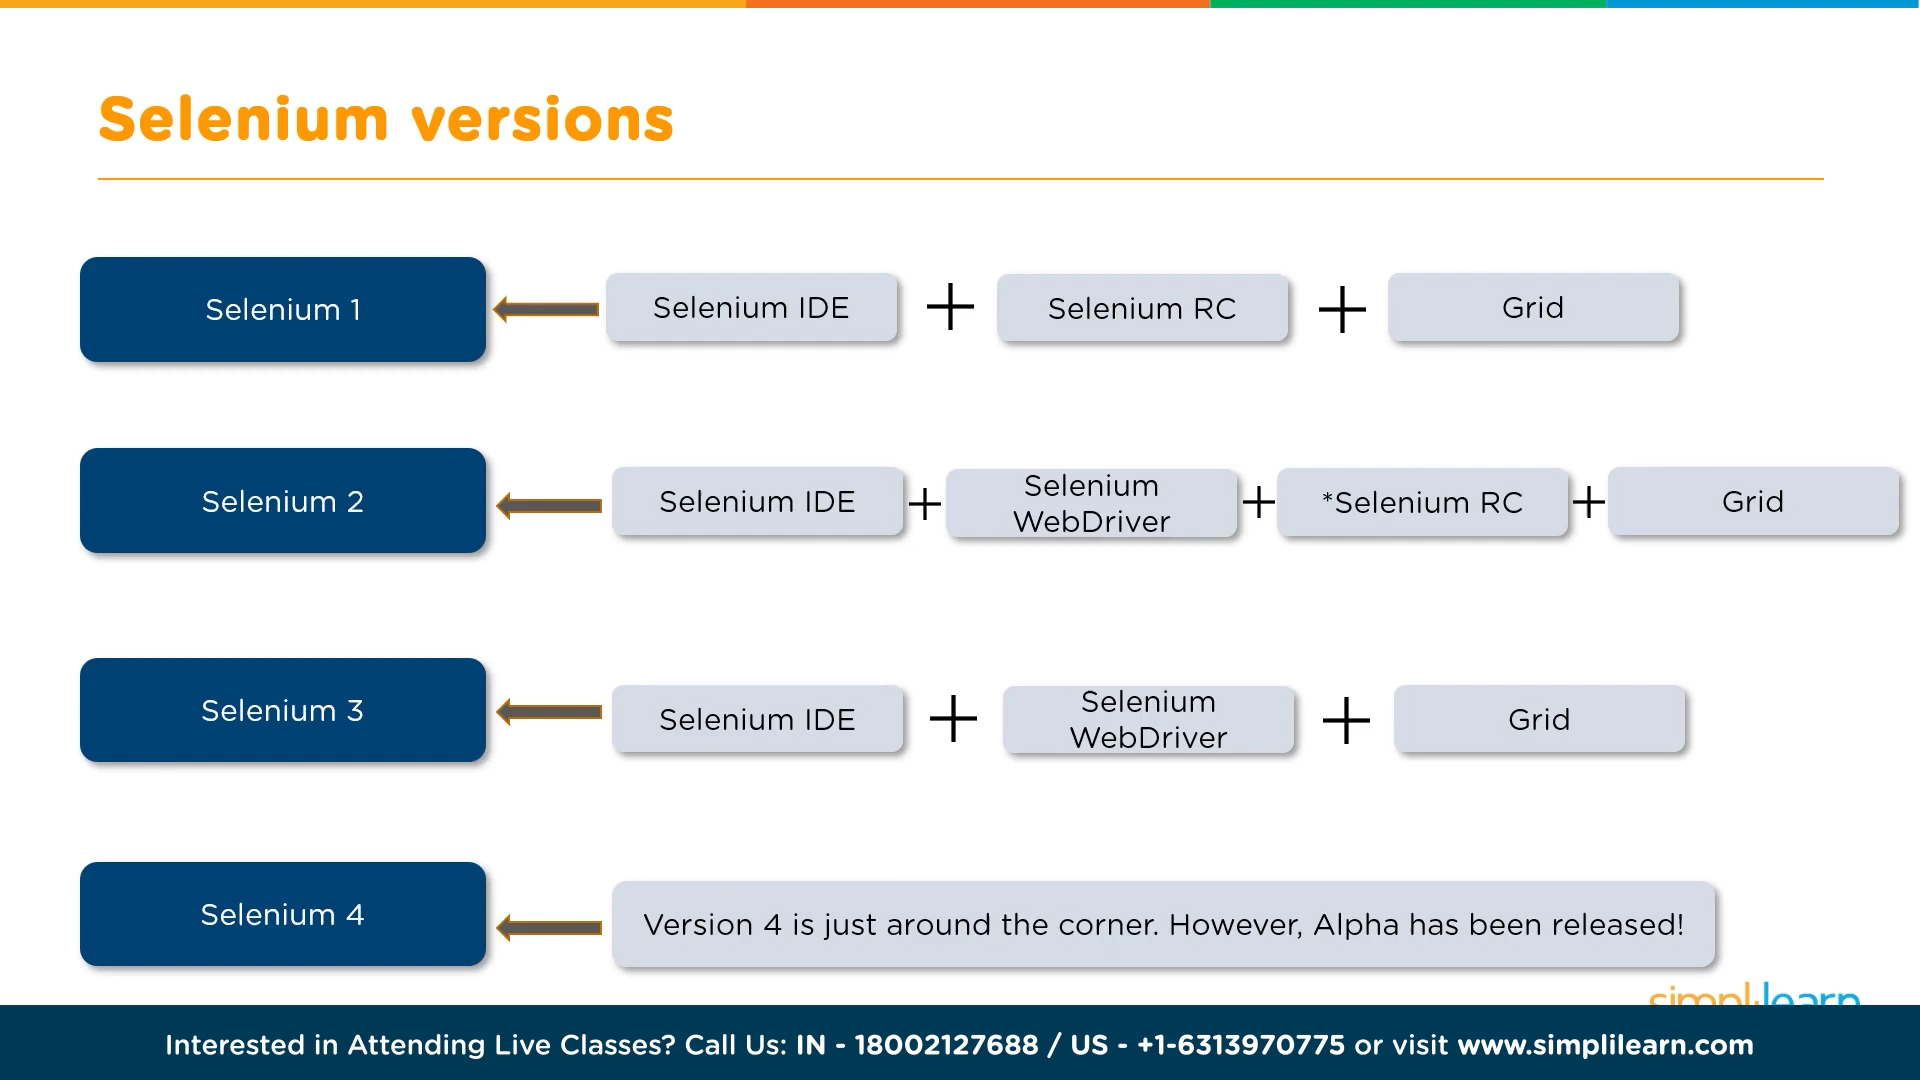 Selenium versions
Selenium 1
Selenium IDE + Selenium RC + Grid
Selenium 2
Selenium IDE + Selenium
WebDriver + *Selenium RC + Grid
Selenium 3
Selenium IDE + Selenium
WebDriver + Grid
Selenium 4
Version 4 is just around the corner. However, Alpha has been released!
simplilearn
Interested in Attending Live Classes? Call Us: IN - 18002127688 / US - +1-6313970775 or visit www.simplilearn.com